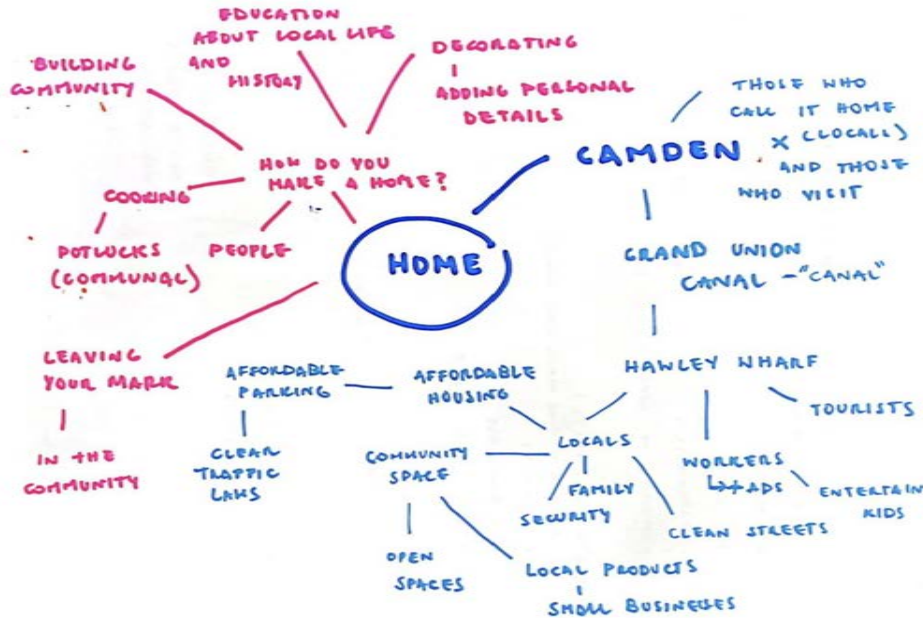 EDUCATION
ABOUT LOCAL LIFE
AND
HISTORY
DECORATING
ADDING PERSONAL
DETAILS
BUILDING
COMMUNITY
HOW DO YOU
MAKE A HOME?
COOKING
POTLUCKS
(COMMUNAL)
PEOPLE
HOME
LEAVING
YOUR MARK
IN THE
COMMUNITY
CAMDEN
THOSE WHO
CALL IT HOME
X (LOCALL)
AND THOSE
WHO VISIT
GRAND UNION
CANAL - "CANAL"
HAWLEY WHARF
TOURISTS
WORKERS
ENTERTAIN
KIDS
LOCALS
AFFORDABLE
HOUSING
AFFORDABLE
PARKING
CLEAR
TRAFFIC
LAWS
COMMUNITY
SPACE
FAMILY
SECURITY
CLEAN STREETS
OPEN
SPACES
LOCAL PRODUCTS
SMALL BUSINESSES